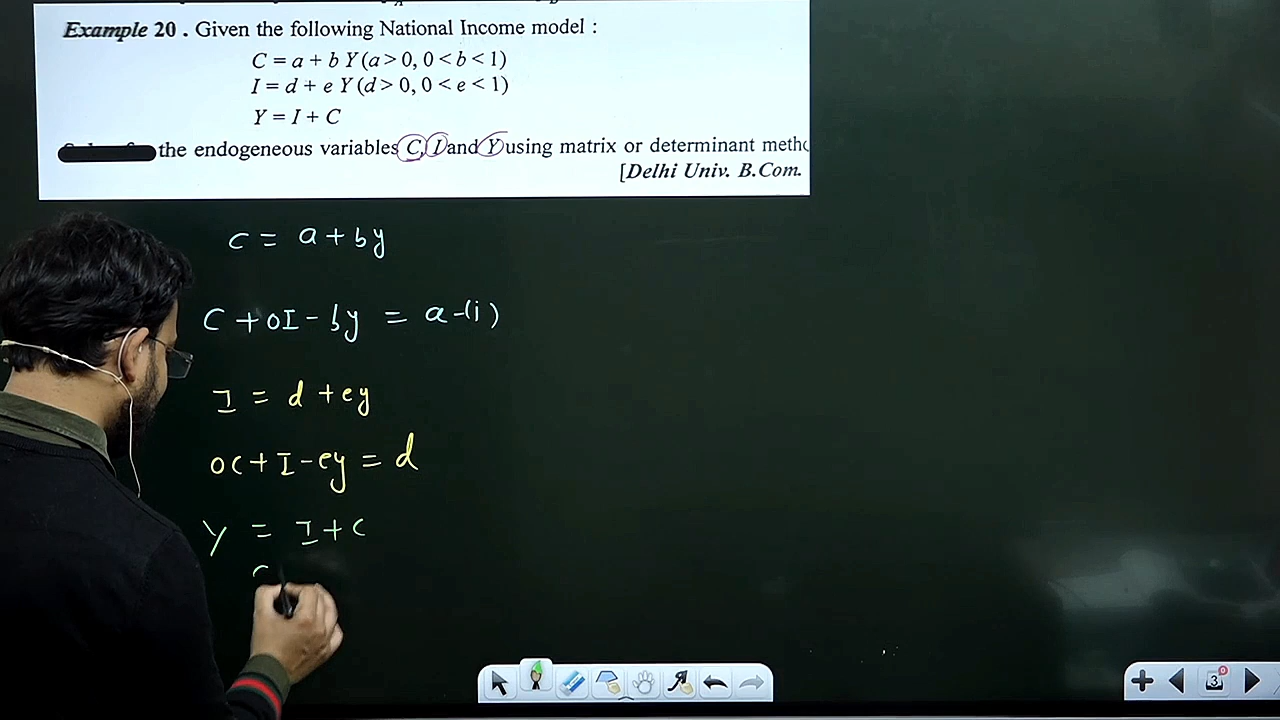 Example 20 . Given the following National Income model :
C = a + b Y (a > 0, 0 < b < 1)
I = d + e Y (d > 0, 0 < e < 1)
Y = I + C
the endogeneous variables C, I and Y using matrix or determinant
[Delhi Univ. B.Com.
C = a + by
C + 0I - by = a -(i)
I = d + ey
0C + I - ey = d
y = I + C
C
3